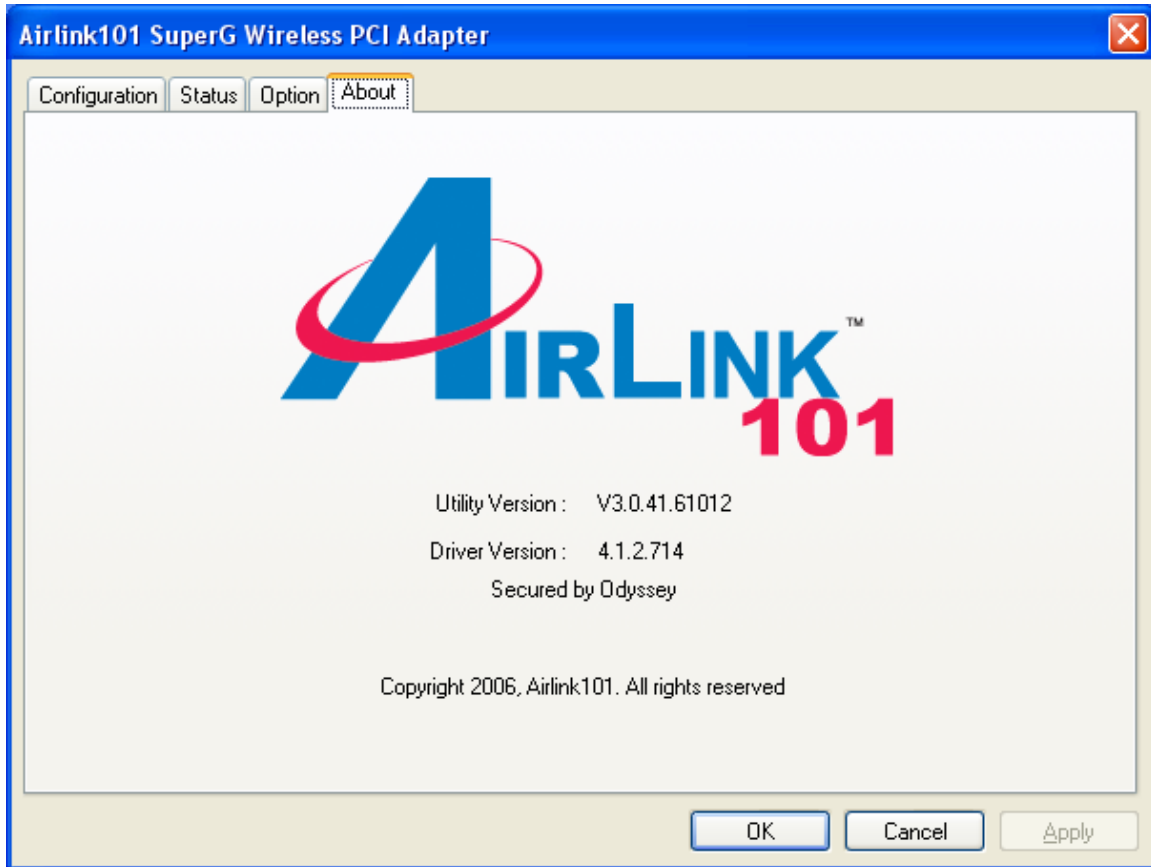 Airlink101 SuperG Wireless PCI Adapter
Configuration Status Option About
AIRLINK™
101
Utility Version : V3.0.41.61012
Driver Version : 4.1.2.714
Secured by Odyssey
Copyright 2006, Airlink101. All rights reserved
OK Cancel Apply